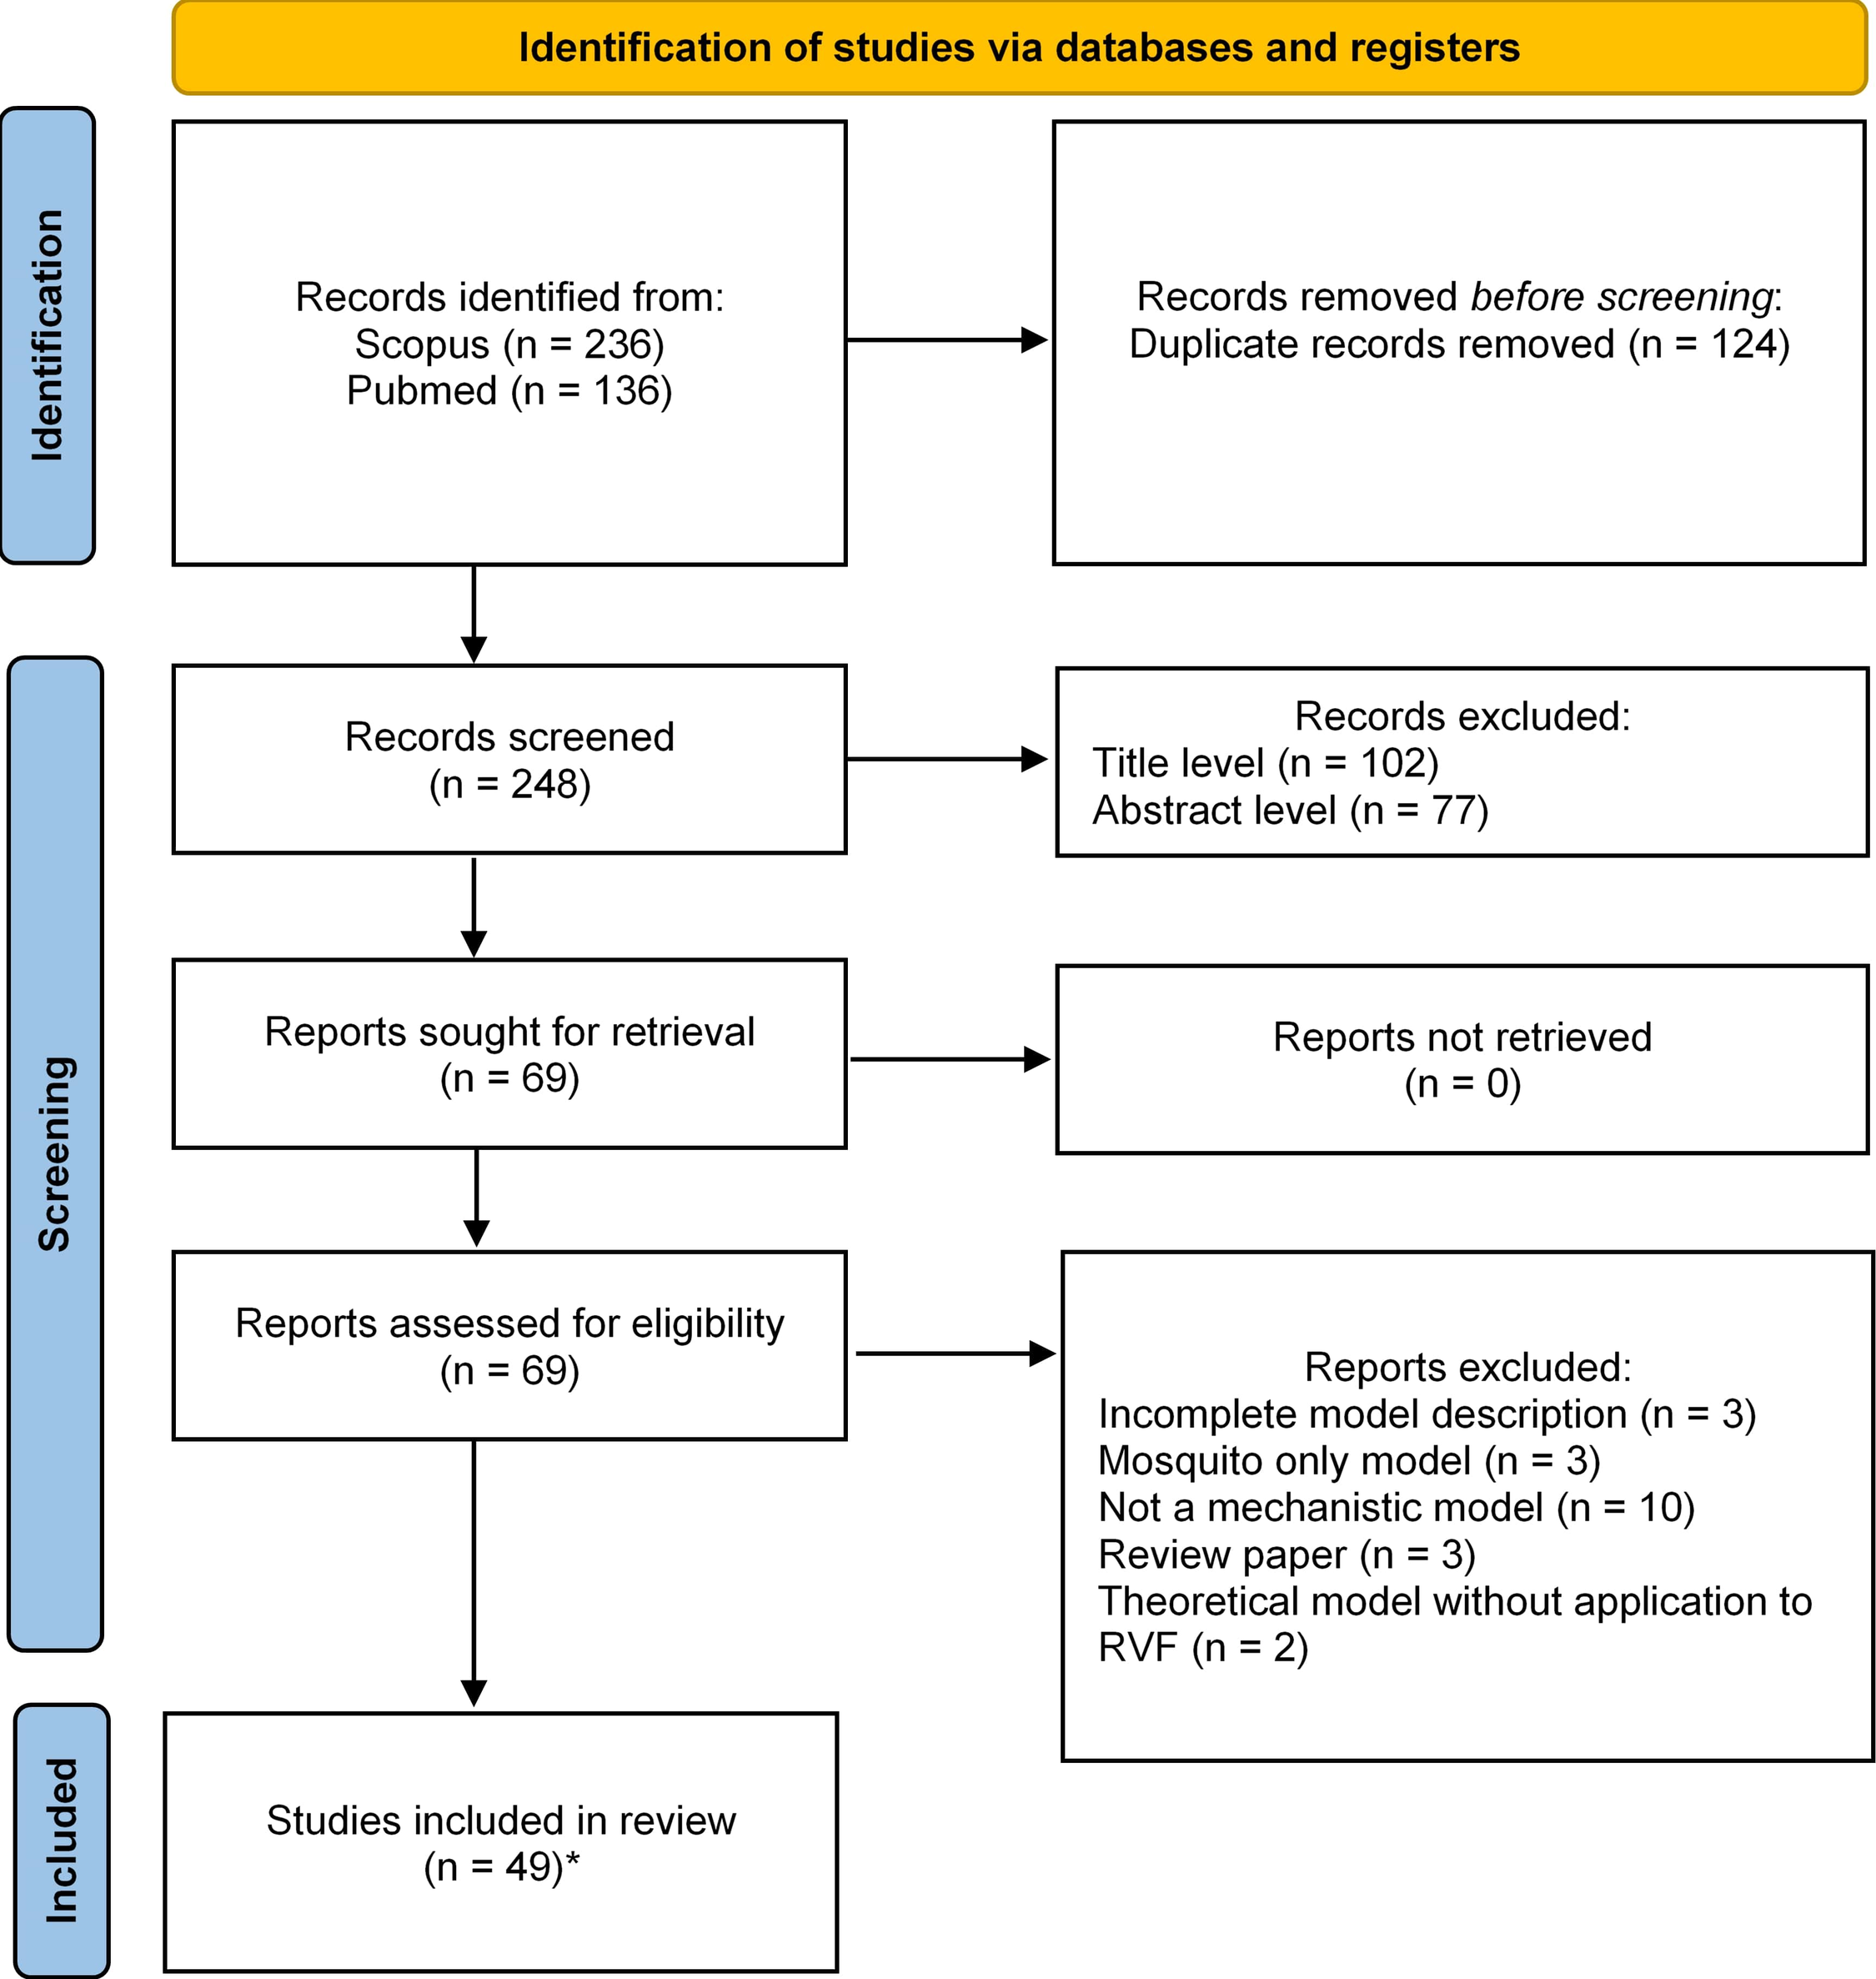 Identification of studies via databases and registers
Identification
Records identified from:
Scopus (n = 236)
Pubmed (n = 136)
Records removed before screening:
Duplicate records removed (n = 124)
Screening
Records screened
(n = 248)
Records excluded:
Title level (n = 102)
Abstract level (n = 77)
Reports sought for retrieval
(n = 69)
Reports not retrieved
(n = 0)
Reports assessed for eligibility
(n = 69)
Reports excluded:
Incomplete model description (n = 3)
Mosquito only model (n = 3)
Not a mechanistic model (n = 10)
Review paper (n = 3)
Theoretical model without application to
RVF (n = 2)
Included
Studies included in review
(n = 49)*